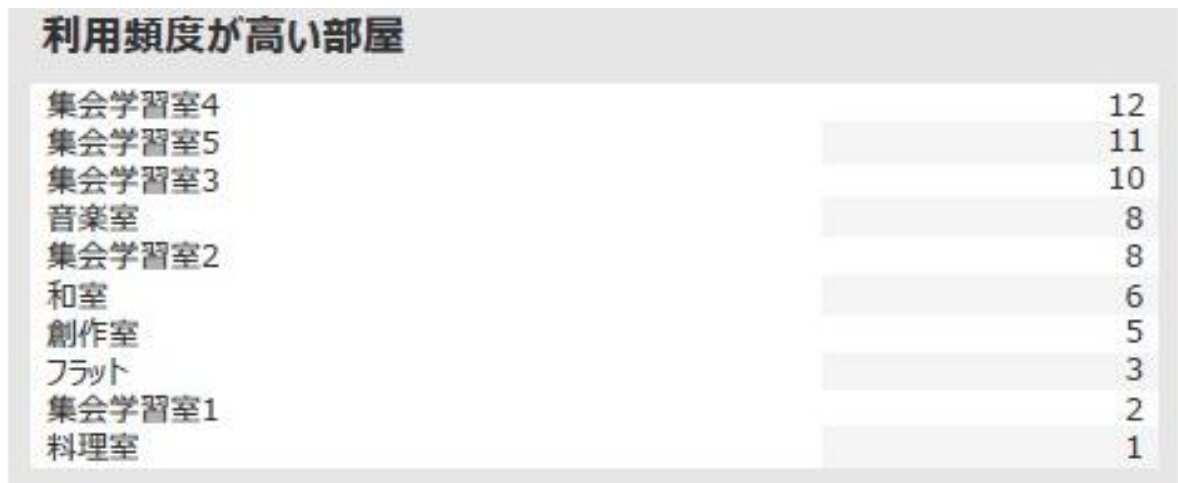 利用頻度が高い部屋
集会学習室4 12
集会学習室5 11
集会学習室3 10
音楽室 8
集会学習室2 8
和室 6
創作室 5
フラット 3
集会学習室1 2
料理室 1